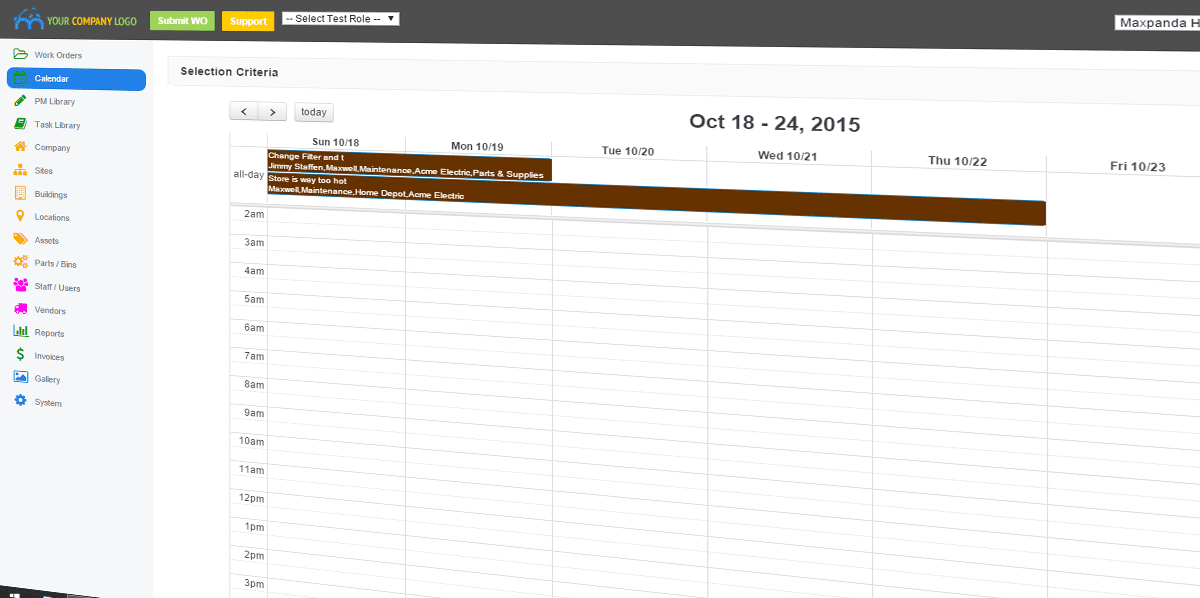 YOUR COMPANY LOGO
Submit WO
Support
-- Select Test Role --
Maxpanda H
Work Orders
Calendar
PM Library
Task Library
Company
Sites
Buildings
Locations
Assets
Parts / Bins
Staff / Users
Vendors
Reports
Invoices
Gallery
System
Selection Criteria
today
Oct 18 - 24, 2015
Sun 10/18
Mon 10/19
Tue 10/20
Wed 10/21
Thu 10/22
Fri 10/23
all-day
Change Filter and t
Jimmy Staffen,Maxwell,Maintenance,Acme Electric,Parts & Supplies
Store is way too hot
Maxwell,Maintenance,Home Depot,Acme Electric
2am
3am
4am
5am
6am
7am
8am
9am
10am
11am
12pm
1pm
2pm
3pm